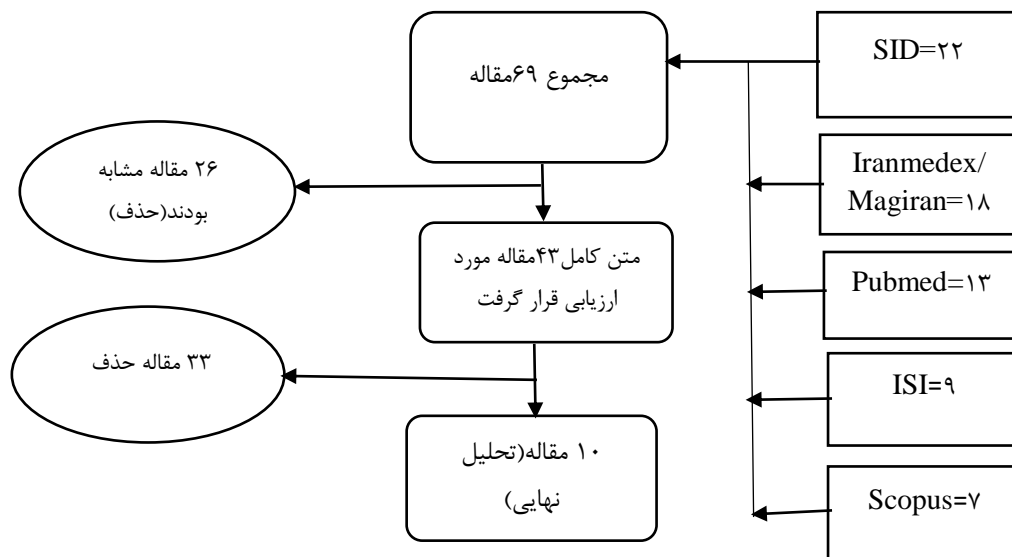 SID=۲۲
مجموع ۶۹مقاله
Iranmedex/
Magiran=۱۸
۲۶ مقاله مشابه
بودند(حذف)
متن کامل۴۳مقاله مورد
ارزیابی قرار گرفت
Pubmed=۱۳
۳۳ مقاله حذف
ISI=۹
۱۰ مقاله(تحلیل
نهایی)
Scopus=۷